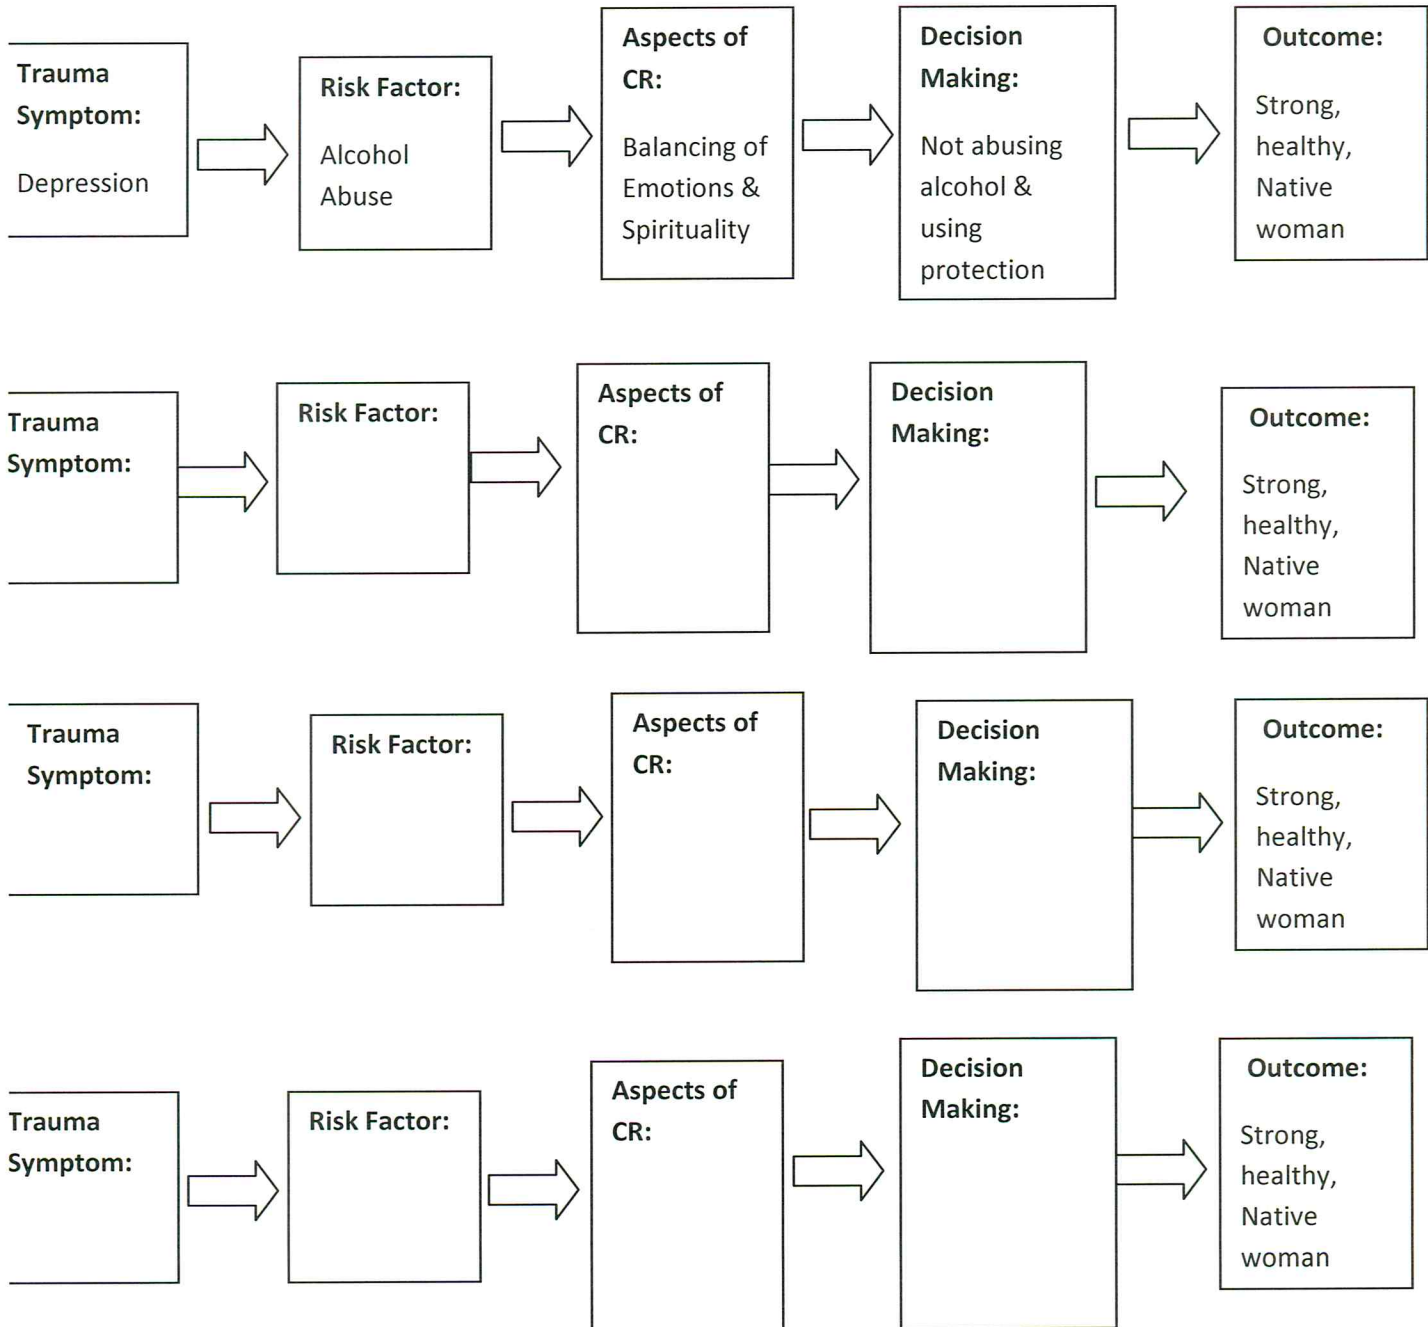 Trauma
Symptom:
Depression
Risk Factor:
Alcohol
Abuse
Aspects of
CR:
Balancing of
Emotions &
Spirituality
Decision
Making:
Not abusing
alcohol &
using
protection
Outcome:
Strong,
healthy,
Native
woman
Trauma
Symptom:
Risk Factor:
Aspects of
CR:
Decision
Making:
Outcome:
Strong,
healthy,
Native
woman
Trauma
Symptom:
Risk Factor:
Aspects of
CR:
Decision
Making:
Outcome:
Strong,
healthy,
Native
woman
Trauma
Symptom:
Risk Factor:
Aspects of
CR:
Decision
Making:
Outcome:
Strong,
healthy,
Native
woman